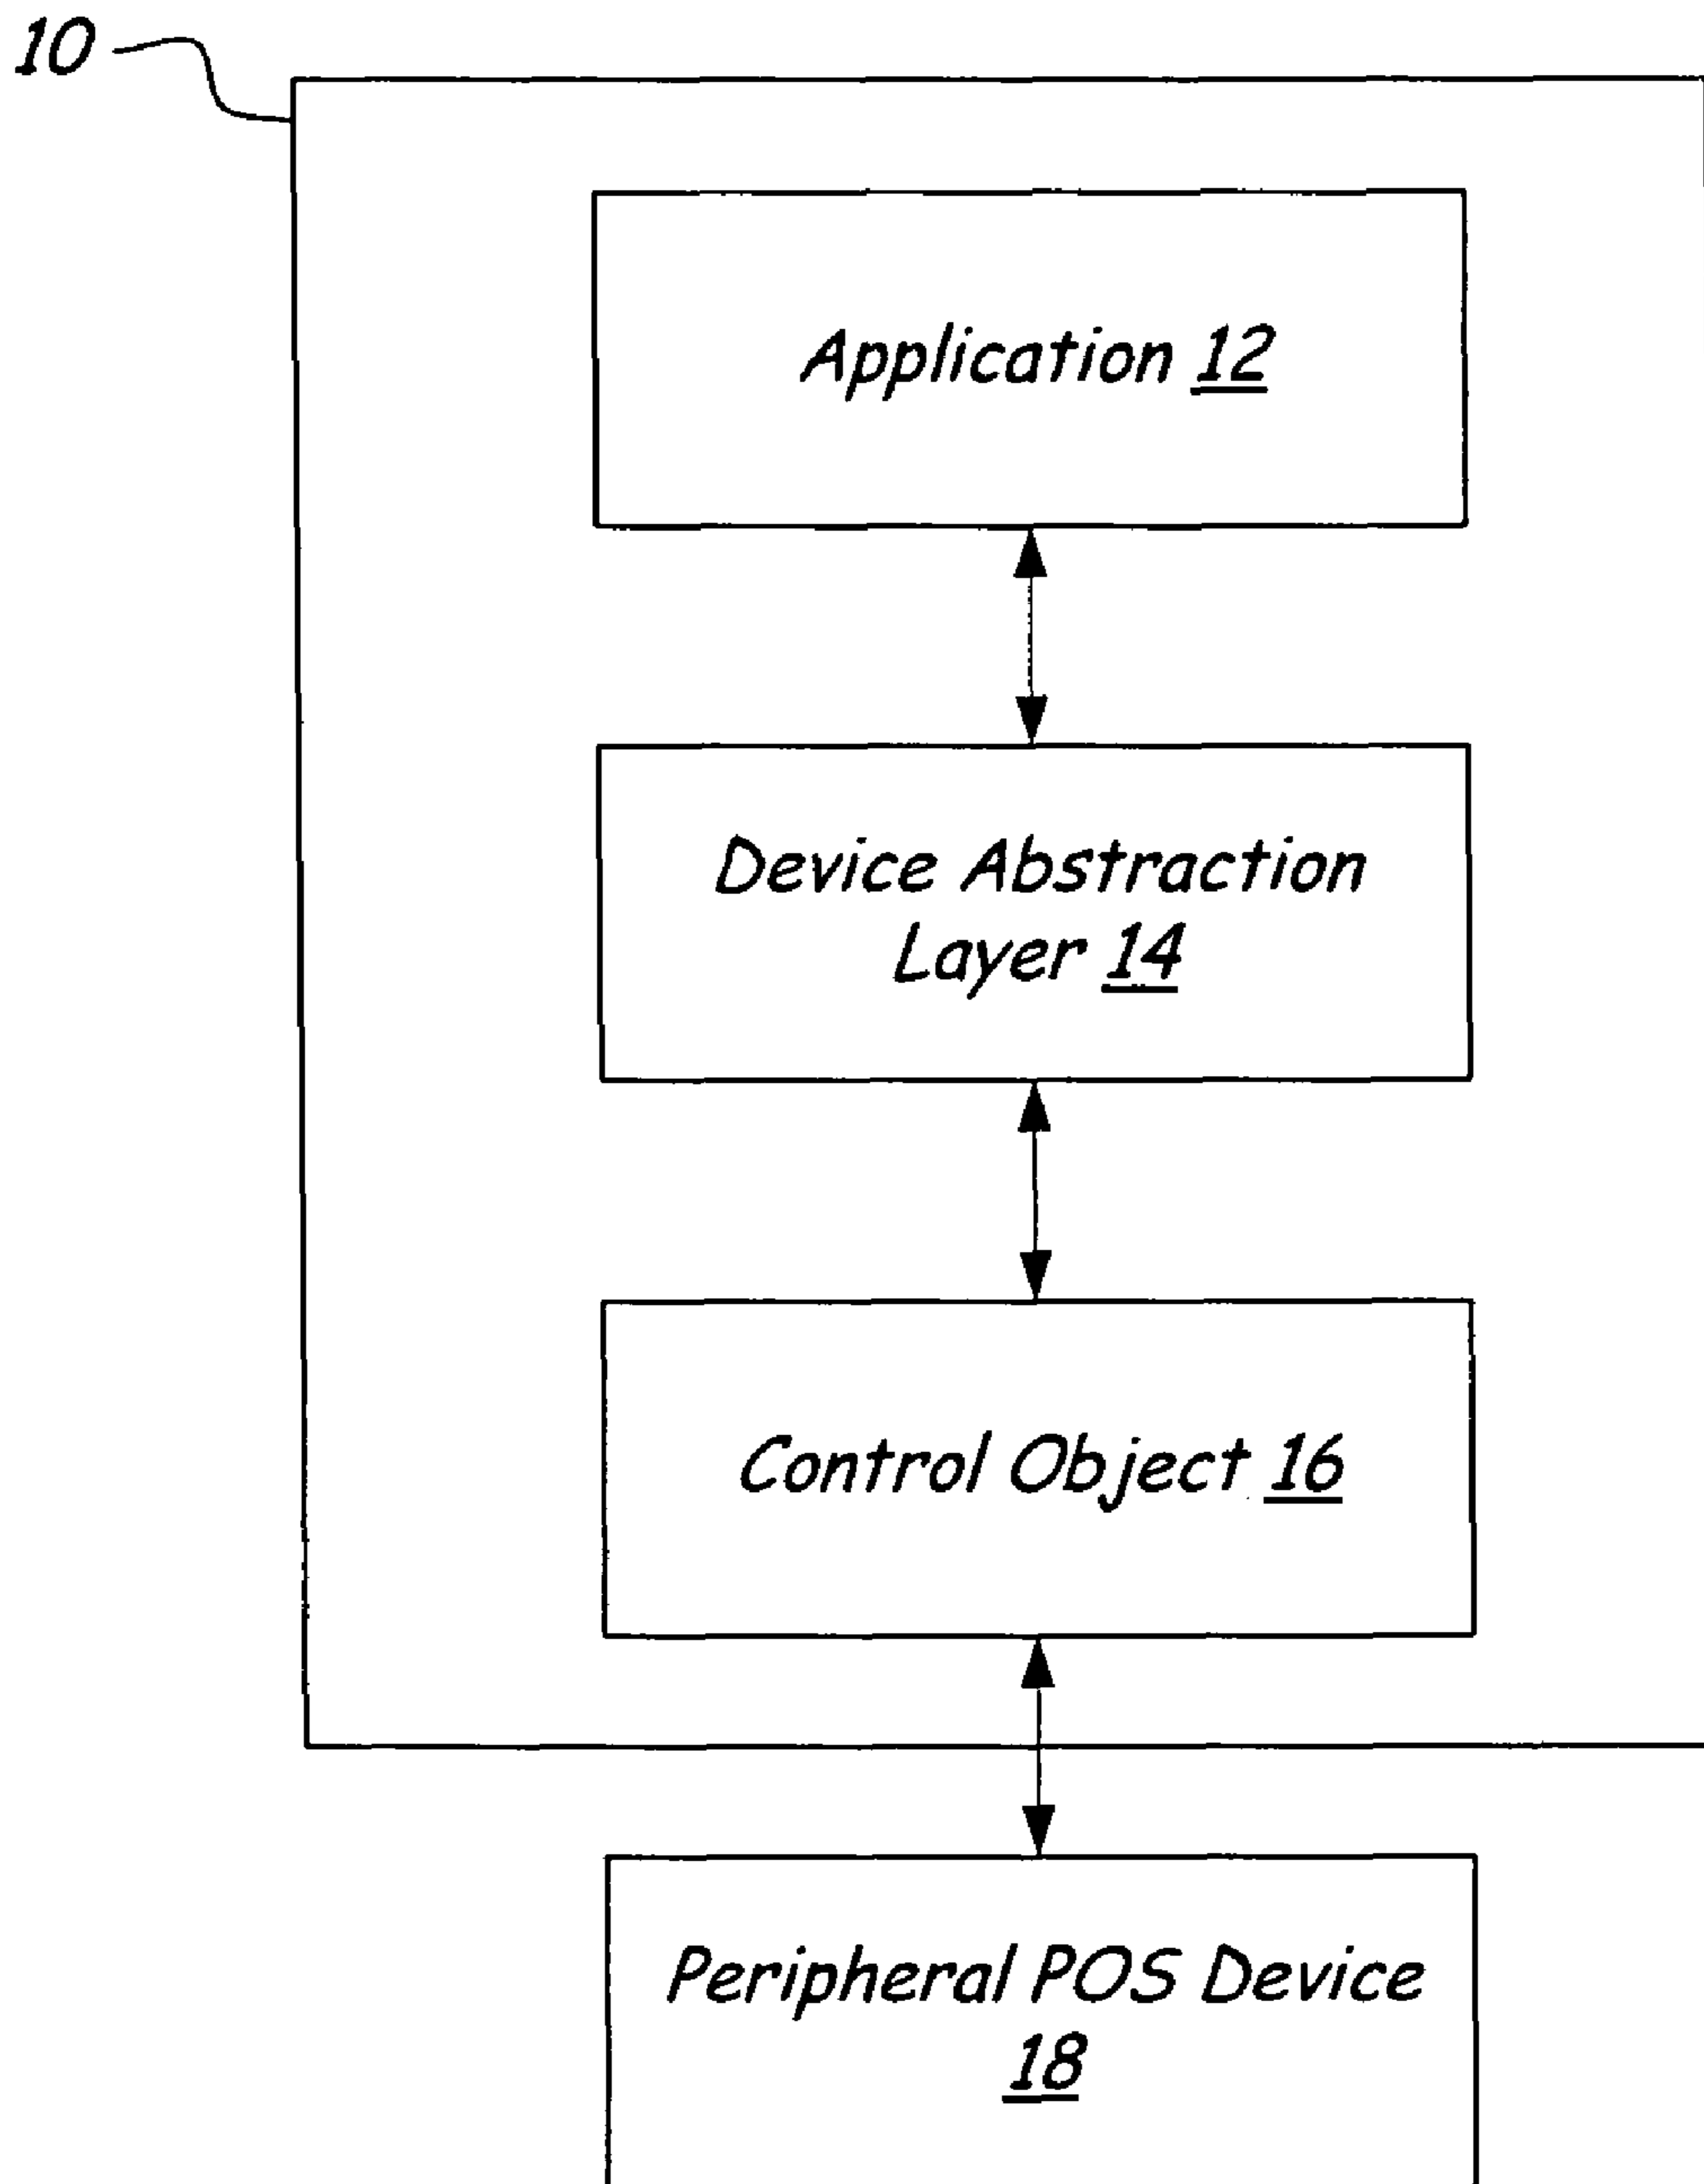 10
Application 12
Device Abstraction
Layer 14
Control Object 16
Peripheral POS Device
18